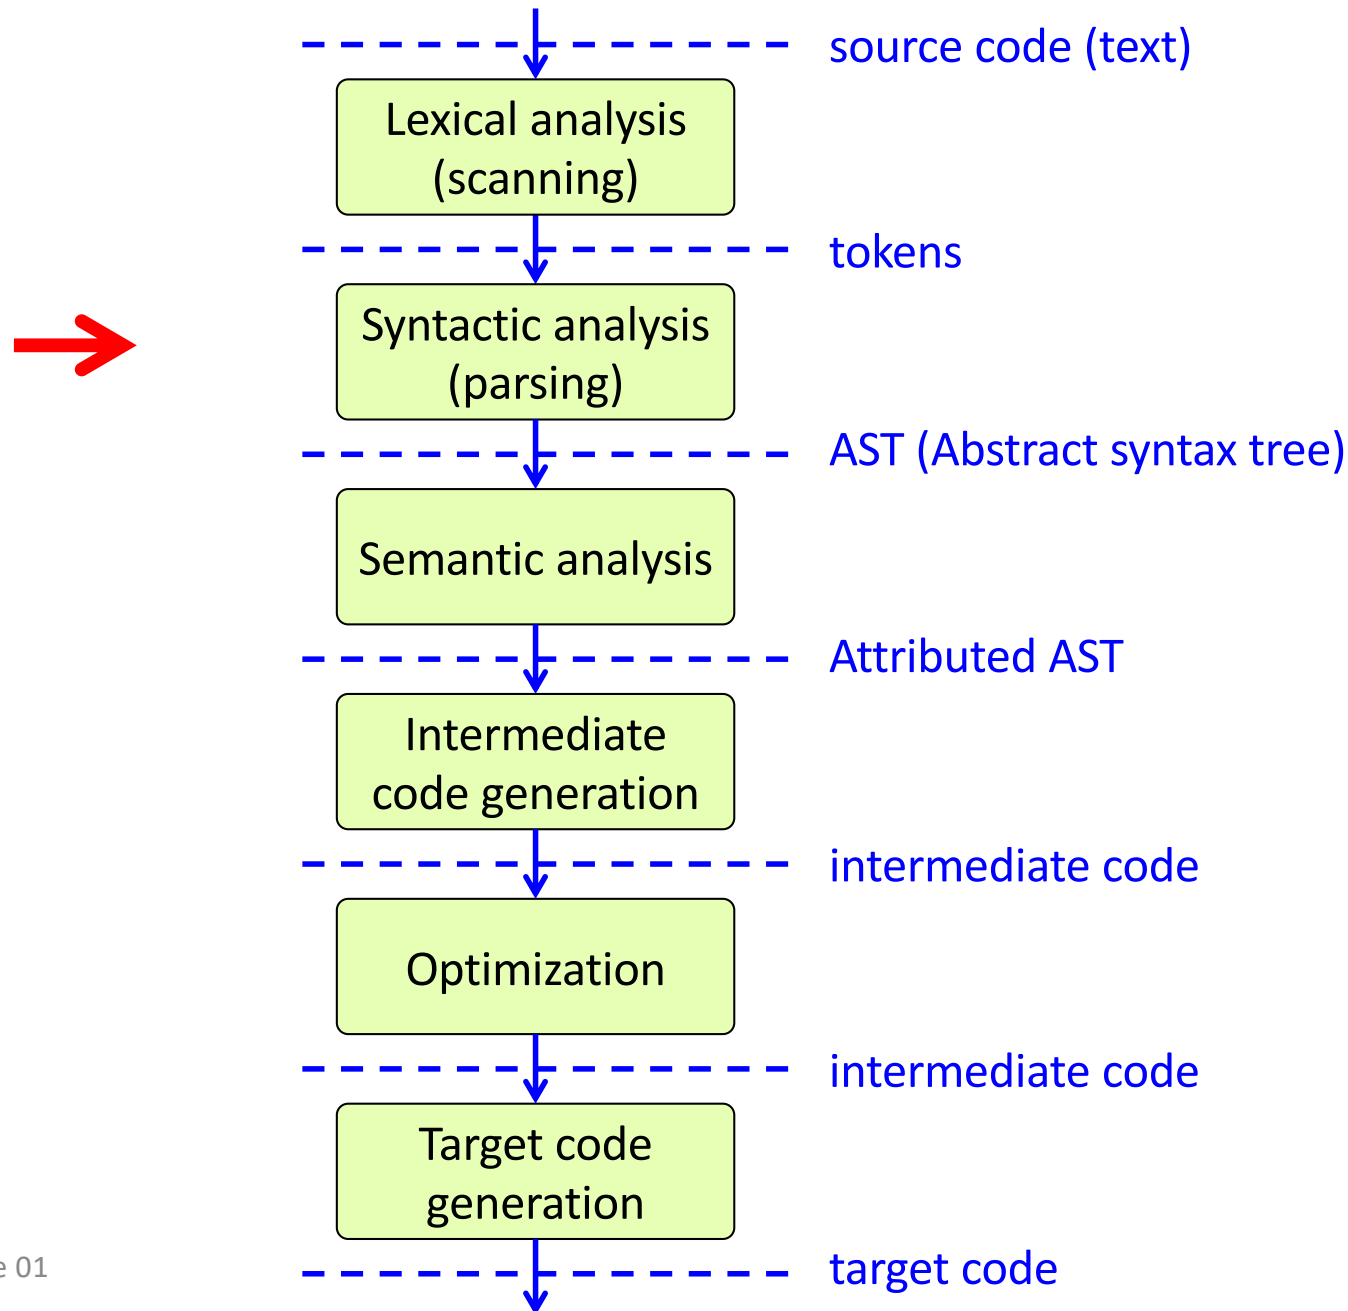 source code (text)
Lexical analysis
(scanning)
tokens
Syntactic analysis
(parsing)
AST (Abstract syntax tree)
Semantic analysis
Attributed AST
Intermediate
code generation
intermediate code
Optimization
intermediate code
Target code
generation
target code
e 01